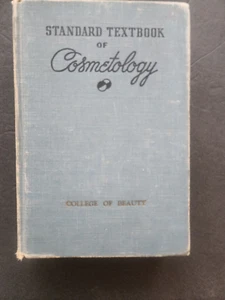 STANDARD TEXTBOOK
OF
Cosmetology
COLLEGE OF BEAUTY